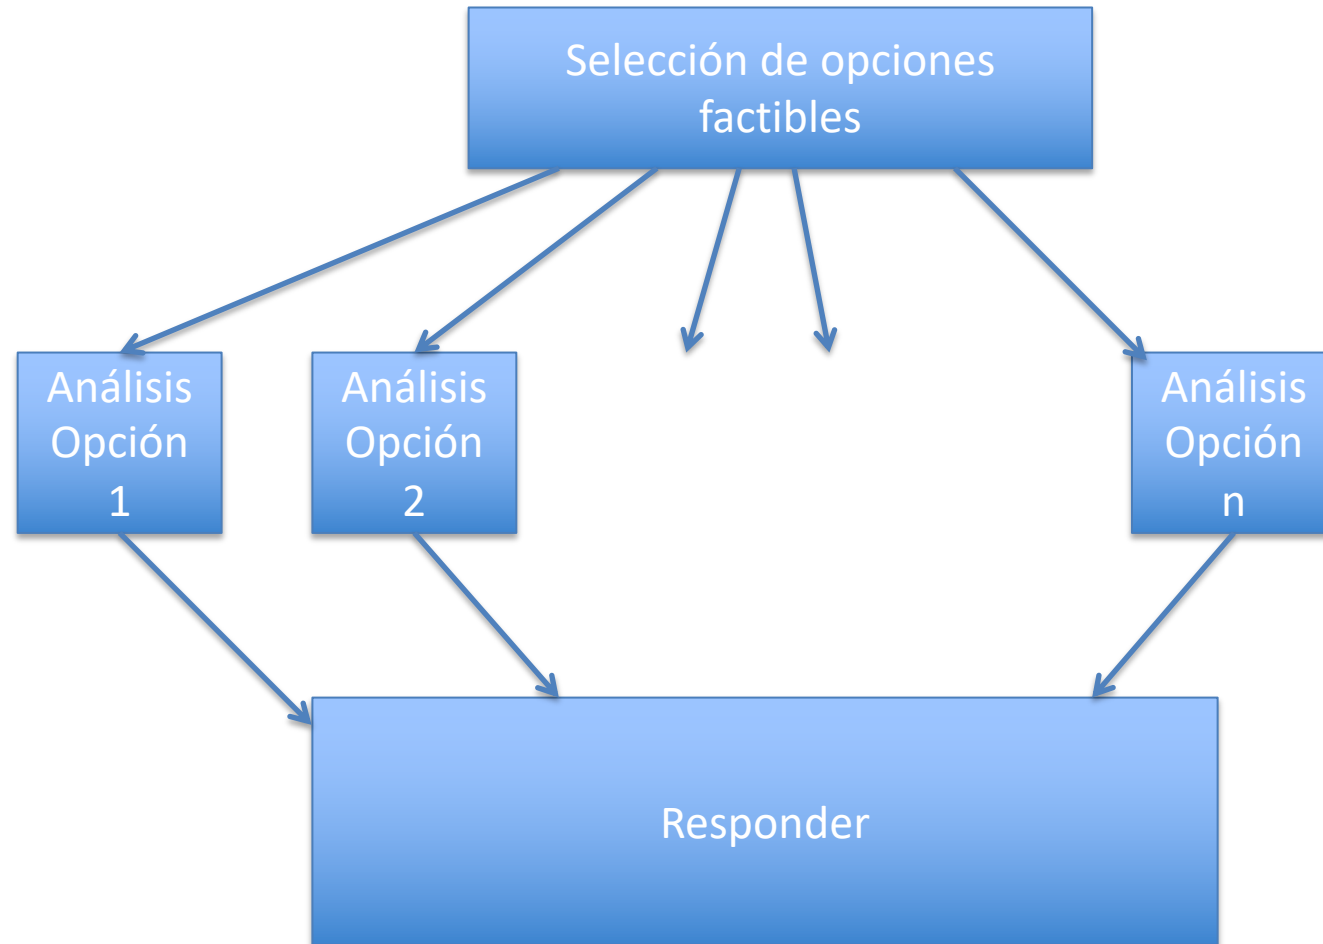 Selección de opciones
factibles
Análisis
Opción
1
Análisis
Opción
2
Análisis
Opción
n
Responder